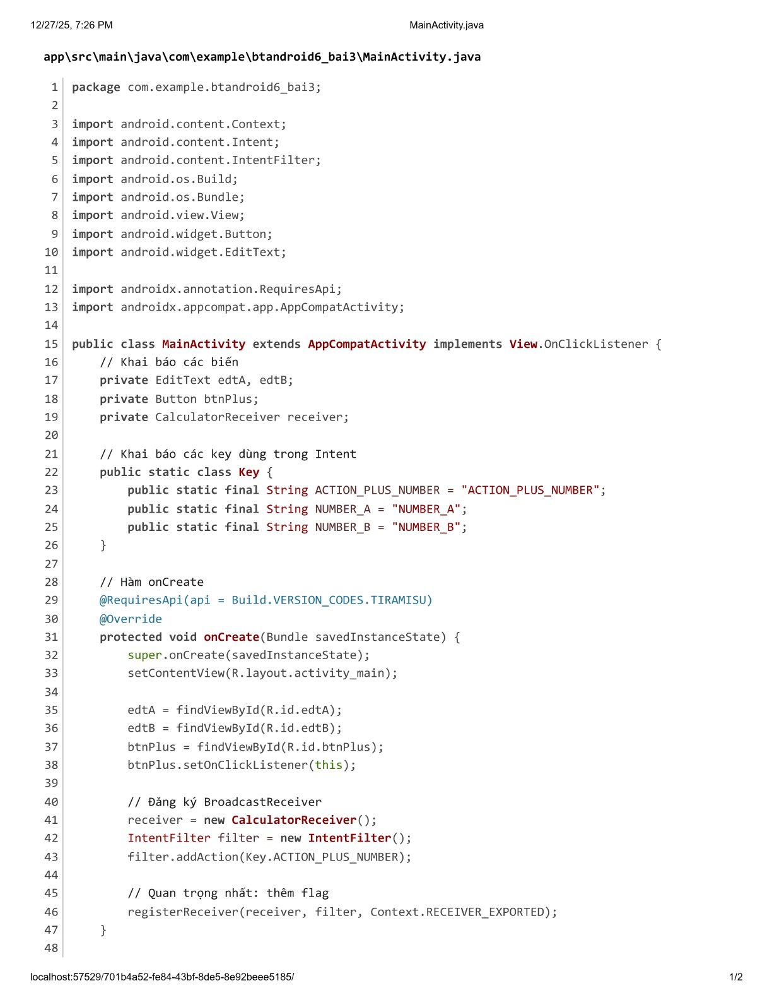 12/27/25, 7:26 PM MainActivity.java
app\src\main\java\com\example\btandroid6_bai3\MainActivity.java
1 package com.example.btandroid6_bai3;
2
3 import android.content.Context;
4 import android.content.Intent;
5 import android.content.IntentFilter;
6 import android.os.Build;
7 import android.os.Bundle;
8 import android.view.View;
9 import android.widget.Button;
10 import android.widget.EditText;
11
12 import androidx.annotation.RequiresApi;
13 import androidx.appcompat.app.AppCompatActivity;
14
15 public class MainActivity extends AppCompatActivity implements View.OnClickListener {
16     // Khai báo các biến
17     private EditText edtA, edtB;
18     private Button btnPlus;
19     private CalculatorReceiver receiver;
20
21     // Khai báo các key dùng trong Intent
22     public static class Key {
23         public static final String ACTION_PLUS_NUMBER = "ACTION_PLUS_NUMBER";
24         public static final String NUMBER_A = "NUMBER_A";
25         public static final String NUMBER_B = "NUMBER_B";
26     }
27
28     // Hàm onCreate
29     @RequiresApi(api = Build.VERSION_CODES.TIRAMISU)
30     @Override
31     protected void onCreate(Bundle savedInstanceState) {
32         super.onCreate(savedInstanceState);
33         setContentView(R.layout.activity_main);
34
35         edtA = findViewById(R.id.edtA);
36         edtB = findViewById(R.id.edtB);
37         btnPlus = findViewById(R.id.btnPlus);
38         btnPlus.setOnClickListener(this);
39
40         // Đăng ký BroadcastReceiver
41         receiver = new CalculatorReceiver();
42         IntentFilter filter = new IntentFilter();
43         filter.addAction(Key.ACTION_PLUS_NUMBER);
44
45         // Quan trọng nhất: thêm flag
46         registerReceiver(receiver, filter, Context.RECEIVER_EXPORTED);
47     }
48
localhost:57529/701b4a52-fe84-43bf-8de5-8e92beee5185/ 1/2